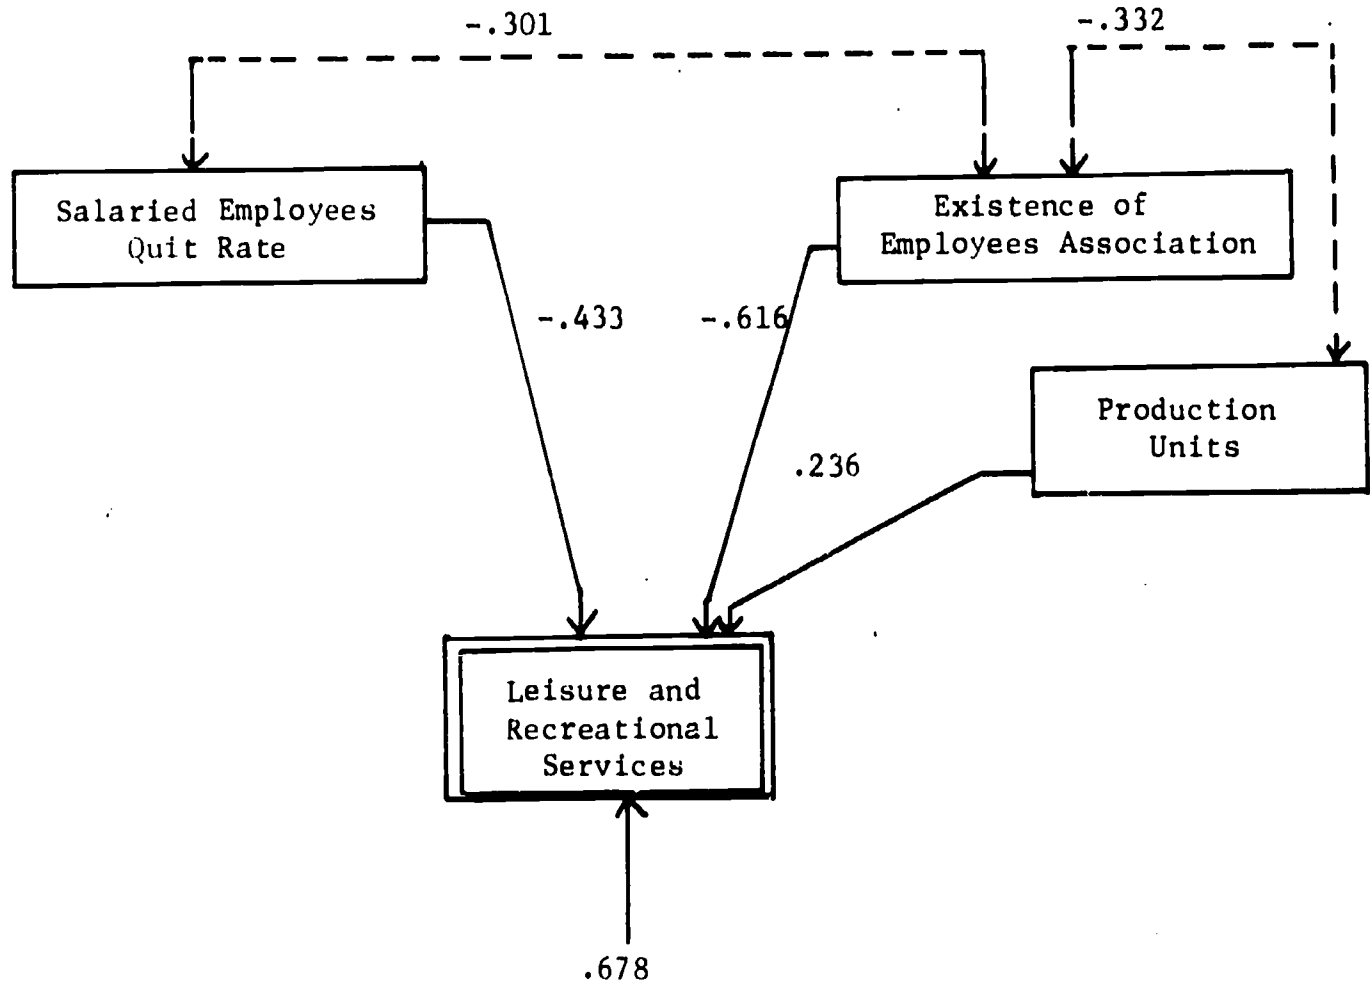 -.301
-.332
Salaried Employees
Quit Rate
Existence of
Employees Association
-.433
-.616
Production
Units
.236
Leisure and
Recreational
Services
.678